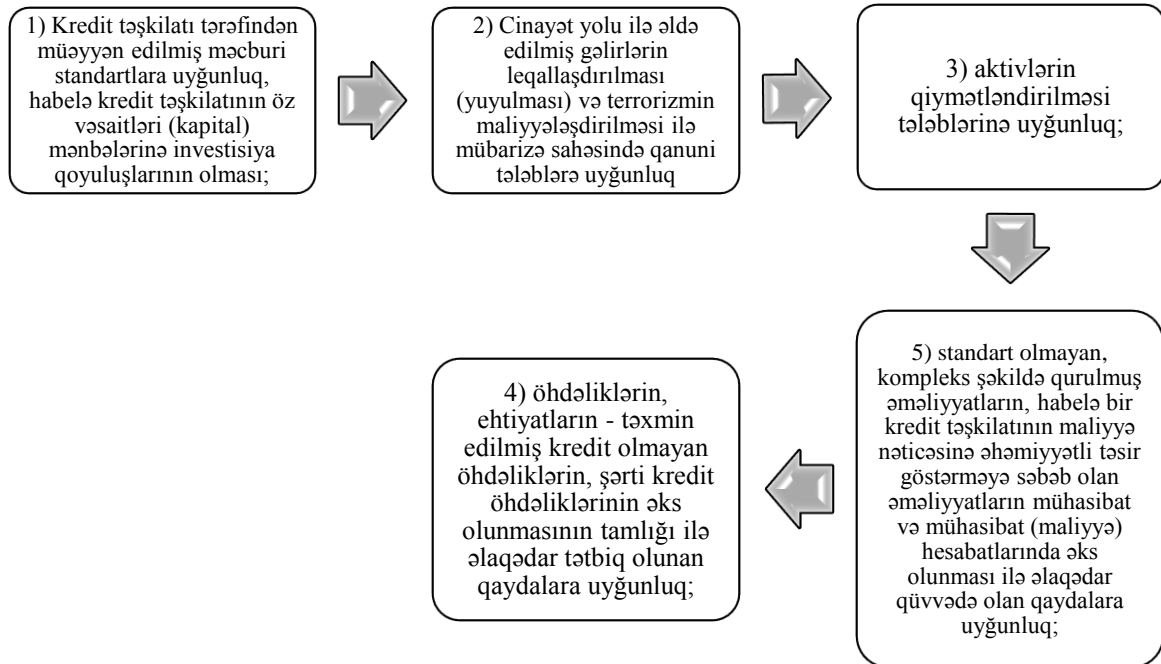 1) Kredit təşkilatı tərəfindən
müəyyən edilmiş məcburi
standartlara uyğunluq,
habelə kredit təşkilatının öz
vəsaitləri (kapital)
mənbələrinə investisiya
qoyuluşlarının olması;
2) Cinayət yolu ilə əldə
edilmiş gəlirlərin
leqallaşdırılması
(yuyulması) və terrorizmin
maliyyələşdirilməsi ilə
mübarizə sahəsində qanuni
tələblərə uyğunluq
3) aktivlərin
qiymətləndirilməsi
tələblərinə uyğunluq;
5) standart olmayan,
kompleks şəkildə qurulmuş
əməliyyatların, habelə bir
kredit təşkilatının maliyyə
nəticəsinə əhəmiyyətli təsir
göstərməyə səbəb olan
əməliyyatların mühasibat
və mühasibat (maliyyə)
hesabatlarında əks
olunması ilə əlaqədar
qüvvədə olan qaydalara
uyğunluq;
4) öhdəliklərin,
ehtiyatların - təxmin
edilmiş kredit olmayan
öhdəliklərin, şərti kredit
öhdəliklərinin əks
olunmasının tamlığı ilə
əlaqədar tətbiq olunan
qaydalara uyğunluq;